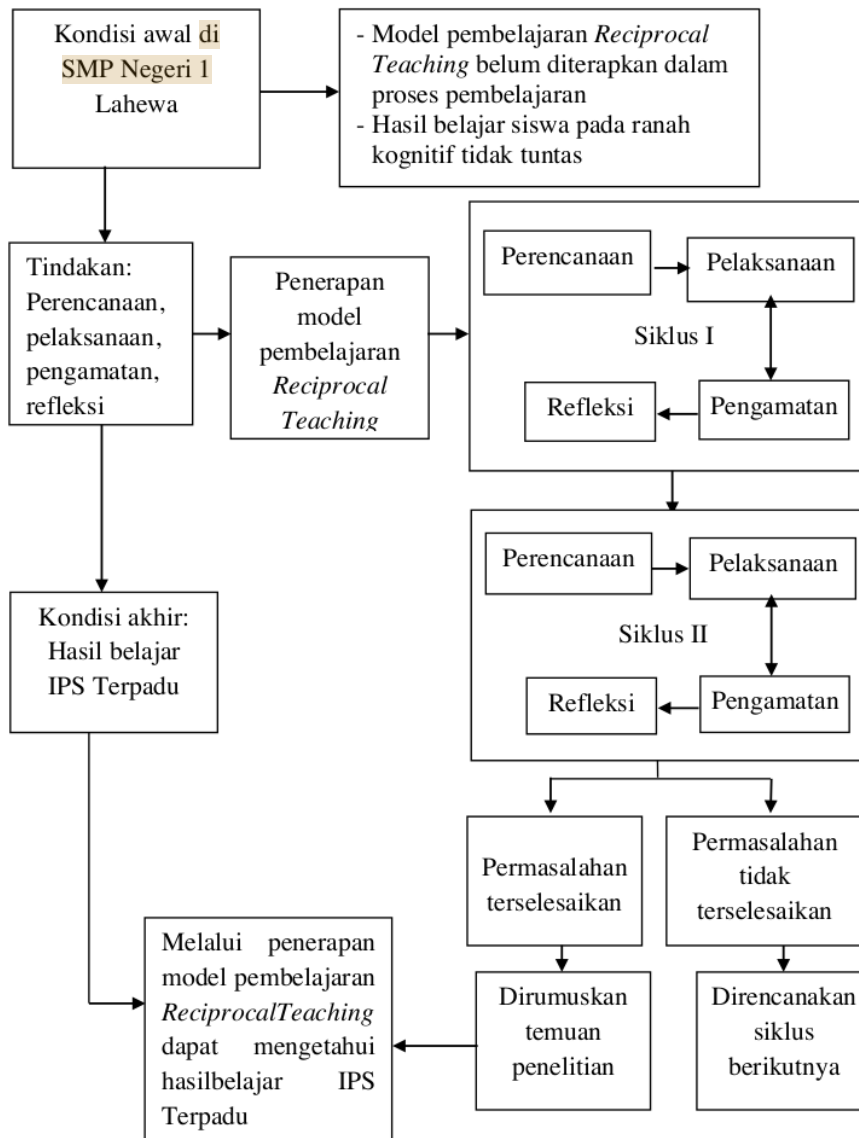 Kondisi awal di
SMP Negeri 1
Lahewa
- Model pembelajaran Reciprocal
Teaching belum diterapkan dalam
proses pembelajaran
- Hasil belajar siswa pada ranah
kognitif tidak tuntas
Tindakan:
Perencanaan,
pelaksanaan,
pengamatan,
refleksi
Penerapan
model
pembelajaran
Reciprocal
Teaching
Perencanaan
Pelaksanaan
Siklus I
Refleksi
Pengamatan
Perencanaan
Pelaksanaan
Siklus II
Refleksi
Pengamatan
Kondisi akhir:
Hasil belajar
IPS Terpadu
Permasalahan
terselesaikan
Permasalahan
tidak
terselesaikan
Melalui penerapan
model pembelajaran
ReciprocalTeaching
dapat mengetahui
hasilbelajar IPS
Terpadu
Dirumuskan
temuan
penelitian
Direncanakan
siklus
berikutnya